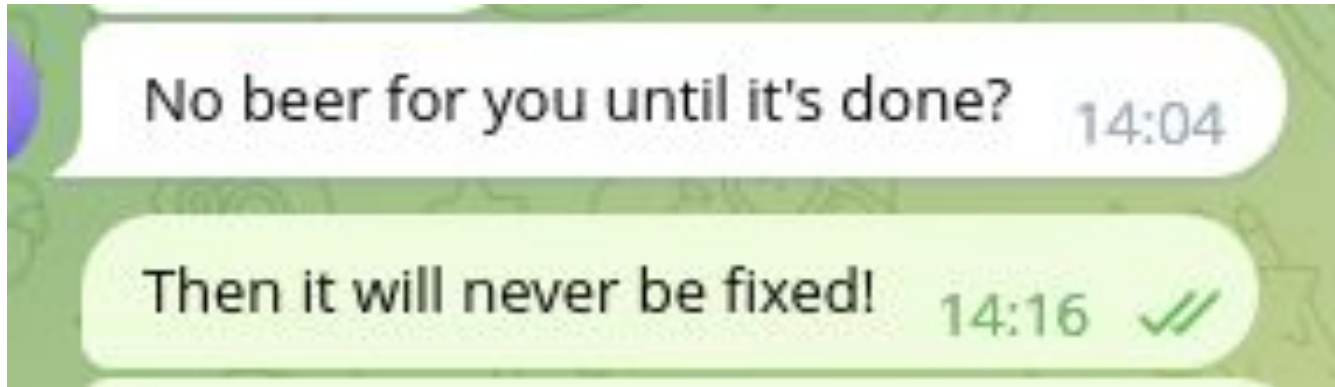 No beer for you until it's done? 14:04
Then it will never be fixed! 14:16